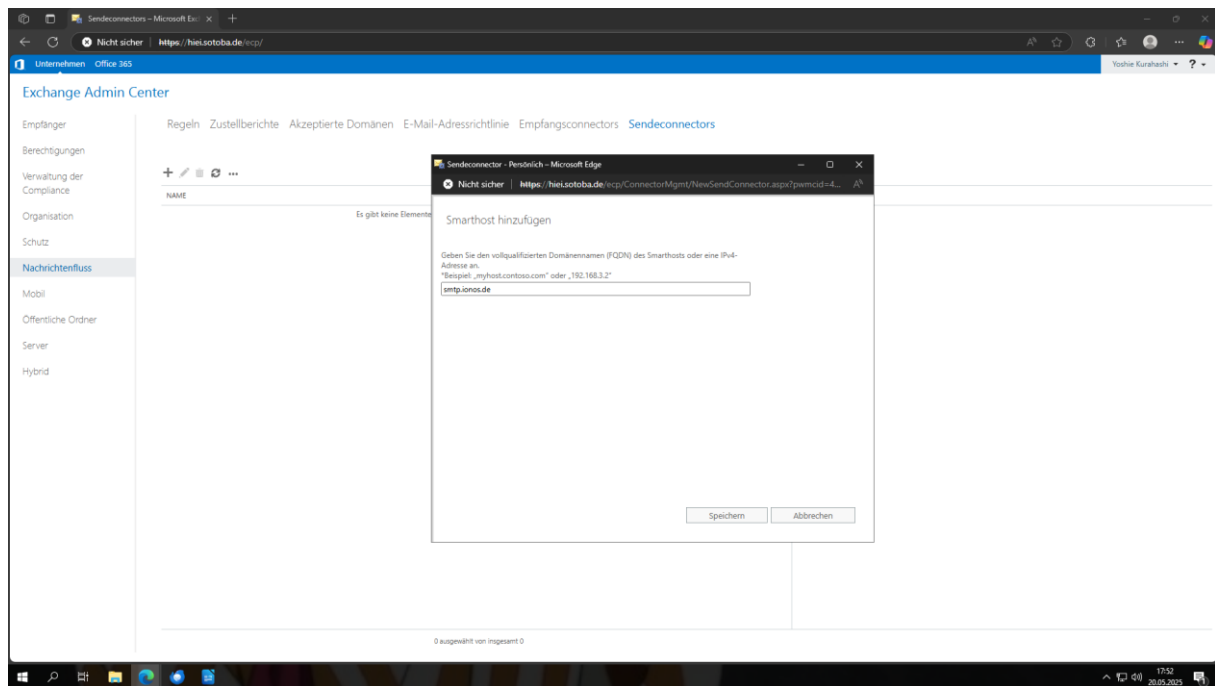 Sendeconnectors – Microsoft Exc
Nicht sicher | https://hiei.sotoba.de/ecp/
Unternehmen Office 365
Yoshie Kurahashi ?
Exchange Admin Center
Empfänger
Berechtigungen
Verwaltung der
Compliance
Organisation
Schutz
Nachrichtenfluss
Mobil
Öffentliche Ordner
Server
Hybrid
Regeln Zustellberichte Akzeptierte Domänen E-Mail-Adressrichtlinie Empfangsconnectors Sendeconnectors
NAME
Es gibt keine Elemente
Sendeconnector - Persönlich – Microsoft Edge
Nicht sicher | https://hiei.sotoba.de/ecp/ConnectorMgmt/NewSendConnector.aspx?pwmcid=4...
Smarthost hinzufügen
Geben Sie den vollqualifizierten Domänennamen (FQDN) des Smarthosts oder eine IPv4-
Adresse an.
*Beispiel: „myhost.contoso.com" oder „192.168.3.2"
smtp.ionos.de
Speichern Abbrechen
0 ausgewählt von insgesamt 0
17:52
20.05.2025